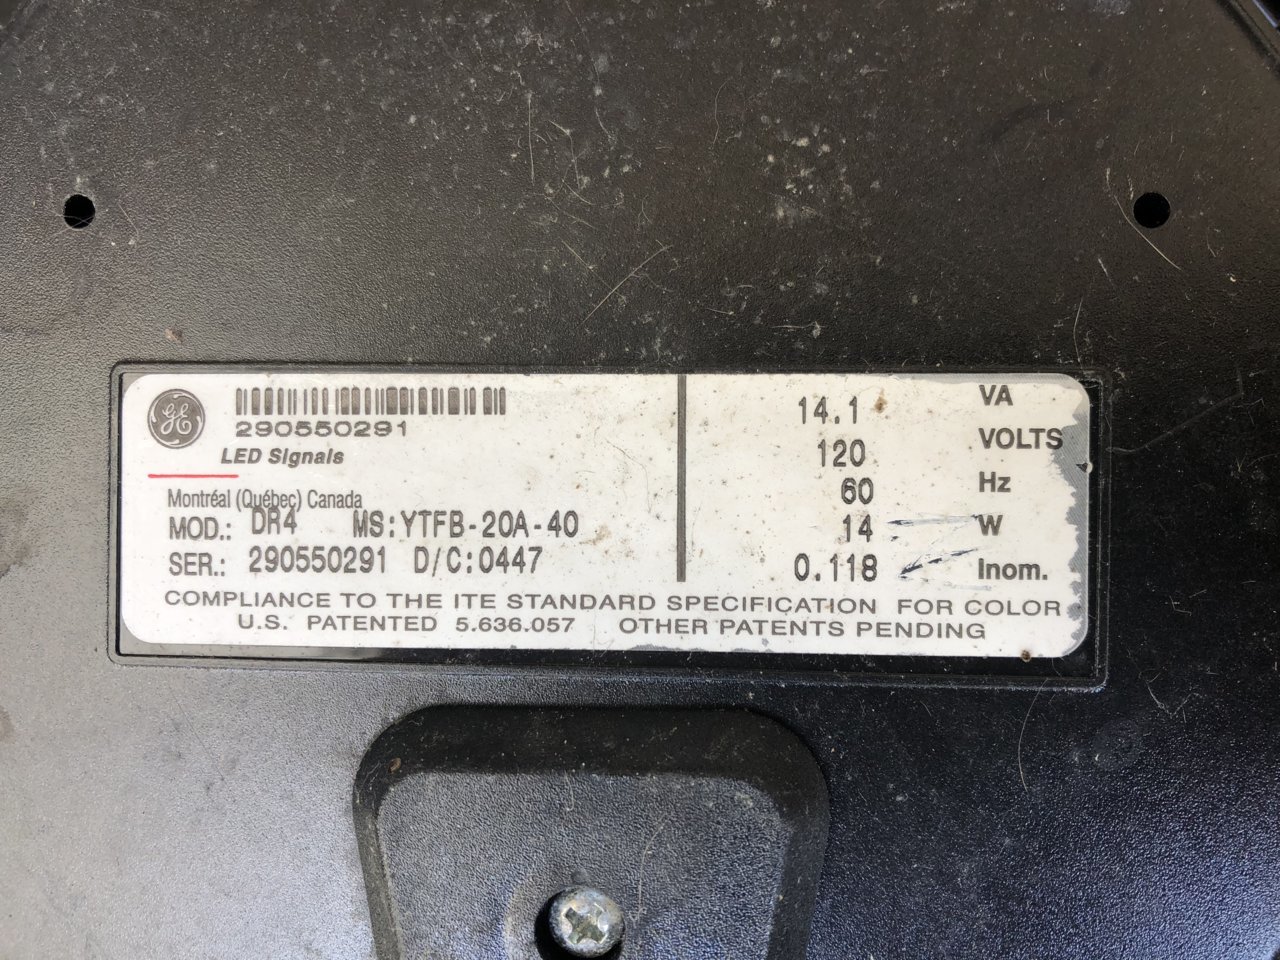 GE
290550291
LED Signals
Montréal (Québec) Canada
MOD.: DR4 MS:YTFB-20A-40
SER.: 290550291 D/C:0447
14.1 VA
120 VOLTS
60 Hz
14 W
0.118 Inom.
COMPLIANCE TO THE ITE STANDARD SPECIFICATION FOR COLOR
U.S. PATENTED 5.636.057 OTHER PATENTS PENDING